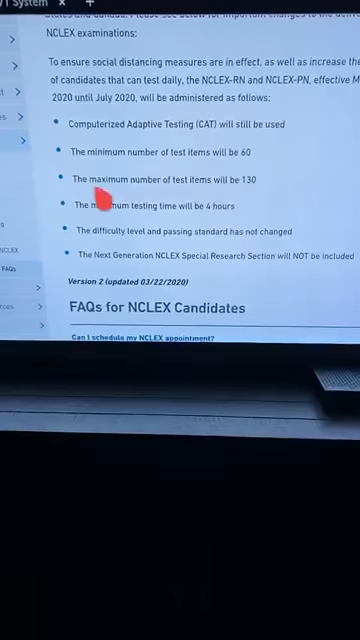 System x +
NCLEX examinations:
To ensure social distancing measures are in effect, as well as increase the
of candidates that can test daily, the NCLEX-RN and NCLEX-PN, effective M
2020 until July 2020, will be administered as follows:
• Computerized Adaptive Testing (CAT) will still be used
• The minimum number of test items will be 60
• The maximum number of test items will be 130
• The testing time will be 4 hours
• The difficulty level and passing standard has not changed
NCLEX
• The Next Generation NCLEX Special Research Section will NOT be included
FAQs
Version 2 (updated 03/22/2020)
FAQs for NCLEX Candidates
Can I schedule my NCLEX appointment?